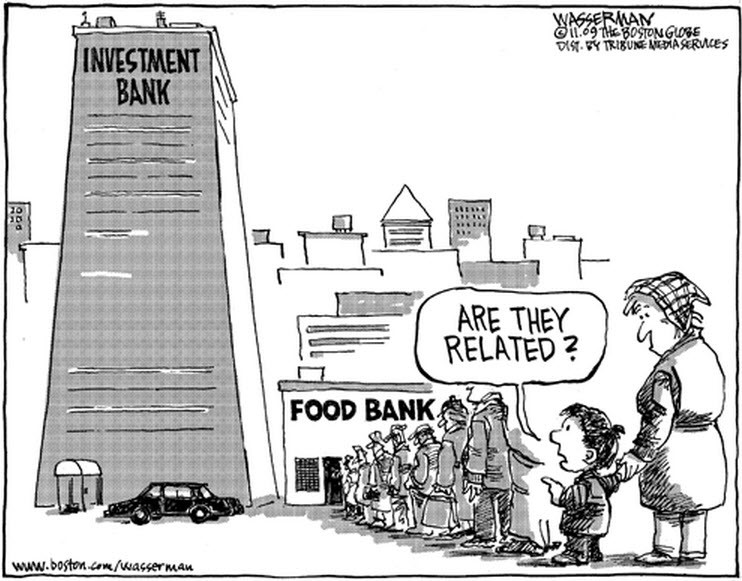 WASSERMAN
©11.09 THE BOSTON GLOBE
DIST. BY TRIBUNE MEDIA SERVICES
INVESTMENT
BANK
ARE THEY
RELATED?
FOOD BANK
www.boston.com/wasserman